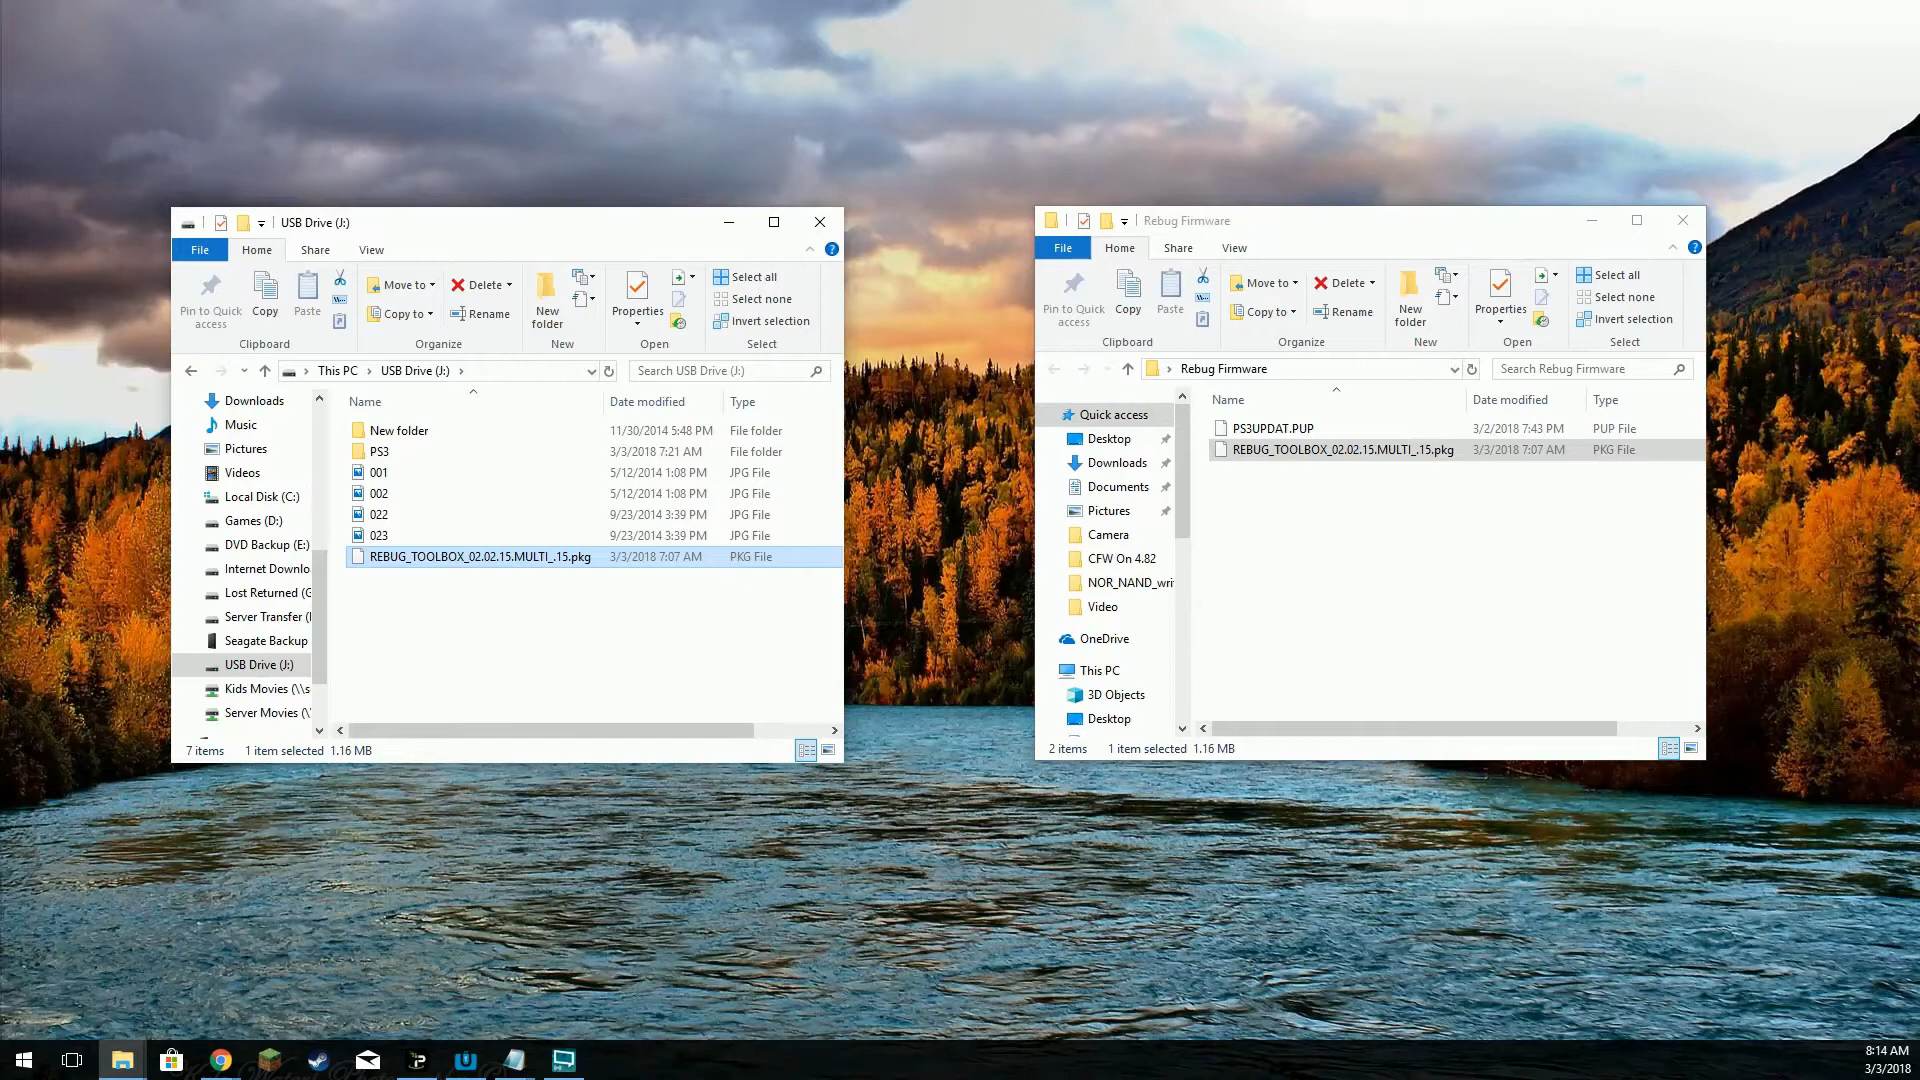 USB Drive (J:)
File Home Share View
Pin to Quick access
Copy
Paste
Move to
Copy to
Delete
Rename
New folder
Properties
Select all
Select none
Invert selection
Clipboard Organize New Open Select
This PC USB Drive (J:)
Search USB Drive (J:)
Downloads
Music
Pictures
Videos
Local Disk (C:)
Games (D:)
DVD Backup (E:)
Internet Downlo
Lost Returned (G
Server Transfer (
Seagate Backup
USB Drive (J:)
Kids Movies (\\s
Server Movies (\
Name Date modified Type
New folder 11/30/2014 5:48 PM File folder
PS3 3/3/2018 7:21 AM File folder
001 5/12/2014 1:08 PM JPG File
002 5/12/2014 1:08 PM JPG File
022 9/23/2014 3:39 PM JPG File
023 9/23/2014 3:39 PM JPG File
REBUG_TOOLBOX_02.02.15.MULTI_.15.pkg 3/3/2018 7:07 AM PKG File
7 items 1 item selected 1.16 MB
Rebug Firmware
File Home Share View
Pin to Quick access
Copy
Paste
Move to
Copy to
Delete
Rename
New folder
Properties
Select all
Select none
Invert selection
Clipboard Organize New Open Select
Rebug Firmware
Search Rebug Firmware
Quick access
Desktop
Downloads
Documents
Pictures
Camera
CFW On 4.82
NOR_NAND_wri
Video
OneDrive
This PC
3D Objects
Desktop
Name Date modified Type
PS3UPDAT.PUP 3/2/2018 7:43 PM PUP File
REBUG_TOOLBOX_02.02.15.MULTI_.15.pkg 3/3/2018 7:07 AM PKG File
2 items 1 item selected 1.16 MB
8:14 AM
3/3/2018